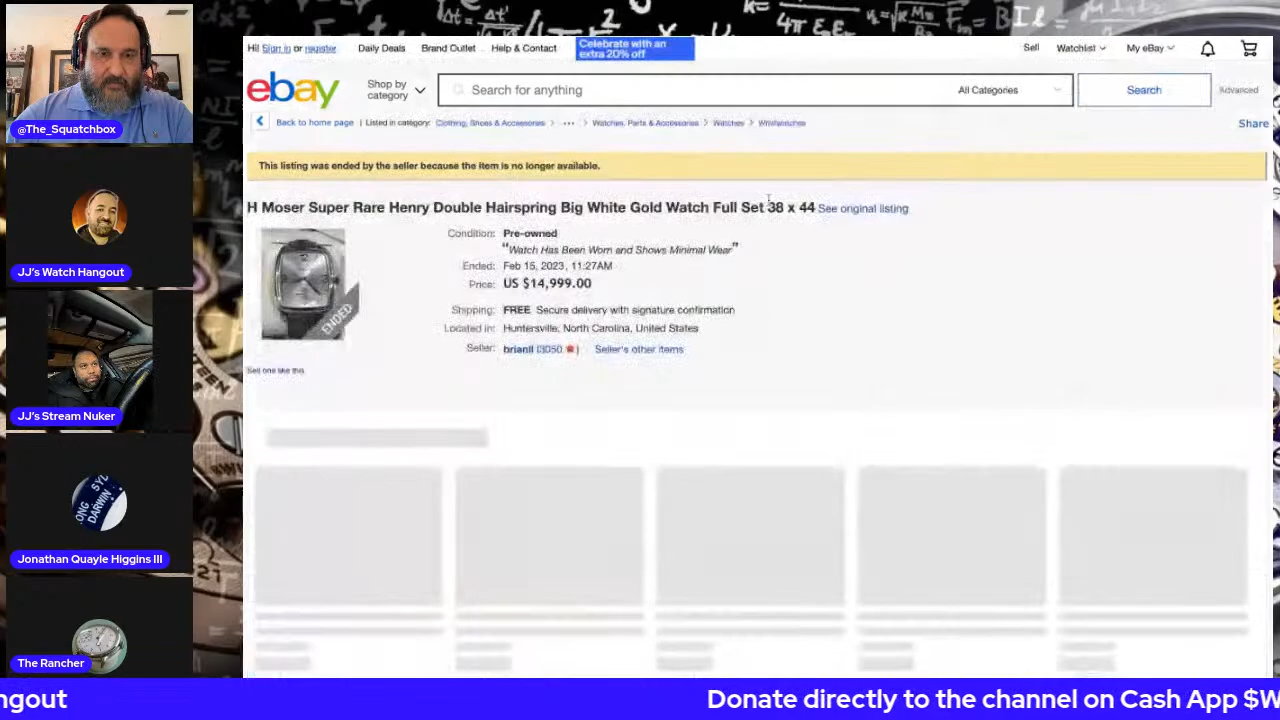 @The_Squatchbox
JJ's Watch Hangout
JJ's Stream Nuker
Jonathan Quayle Higgins III
The Rancher
Hi! Sign in or register
Daily Deals
Brand Outlet
Help & Contact
Celebrate with an
extra 20% off
Sell
Watchlist
My eBay
ebay
Shop by
category
Search for anything
All Categories
Search
Advanced
Back to home page | Listed in category: Clothing, Shoes & Accessories > ... > Watches, Parts & Accessories > Watches > Wristwatches
Share
This listing was ended by the seller because the item is no longer available.
H Moser Super Rare Henry Double Hairspring Big White Gold Watch Full Set 38 x 44 See original listing
ENDED
Condition: Pre-owned
"Watch Has Been Worn and Shows Minimal Wear"
Ended: Feb 15, 2023, 11:27AM
Price: US $14,999.00
Shipping: FREE Secure delivery with signature confirmation
Located in: Huntersville, North Carolina, United States
Seller: Seller's other items
Sell one like this
ngout
Donate directly to the channel on Cash App $W